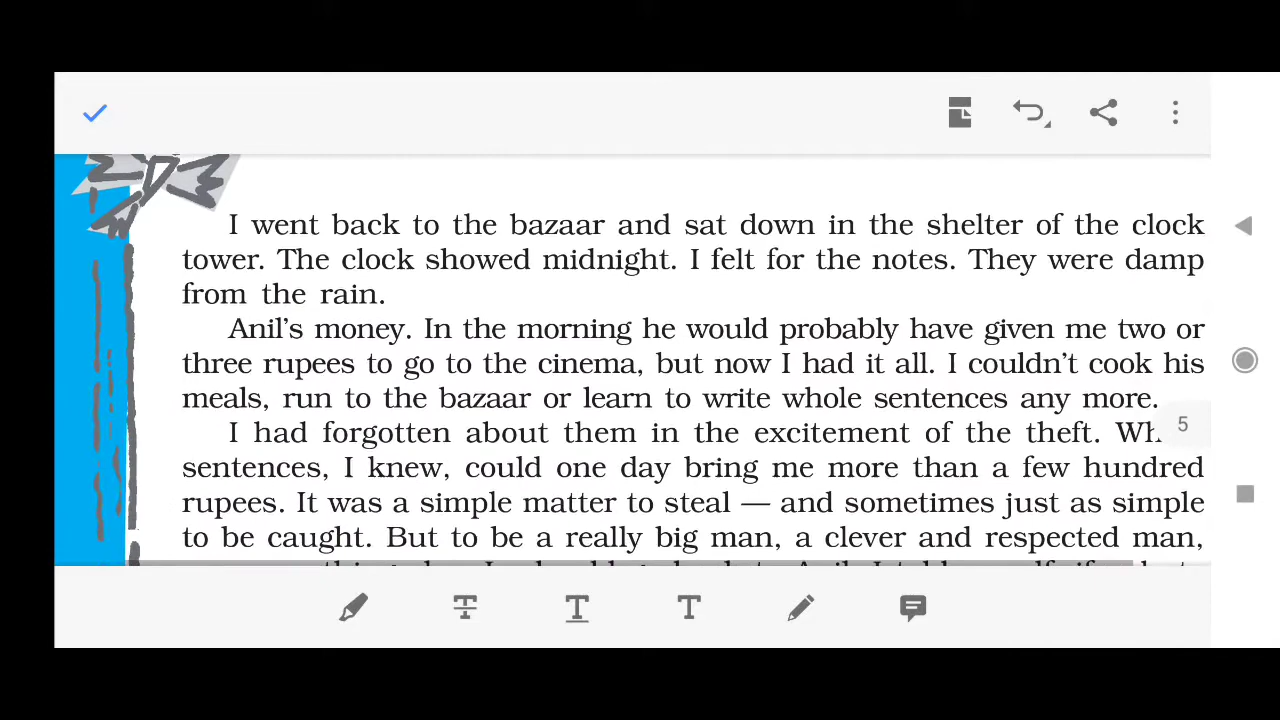 I went back to the bazaar and sat down in the shelter of the clock
tower. The clock showed midnight. I felt for the notes. They were damp
from the rain.
Anil's money. In the morning he would probably have given me two or
three rupees to go to the cinema, but now I had it all. I couldn't cook his
meals, run to the bazaar or learn to write whole sentences any more.
I had forgotten about them in the excitement of the theft.
5
sentences, I knew, could one day bring me more than a few hundred
rupees. It was a simple matter to steal — and sometimes just as simple
to be caught. But to be a really big man, a clever and respected man,